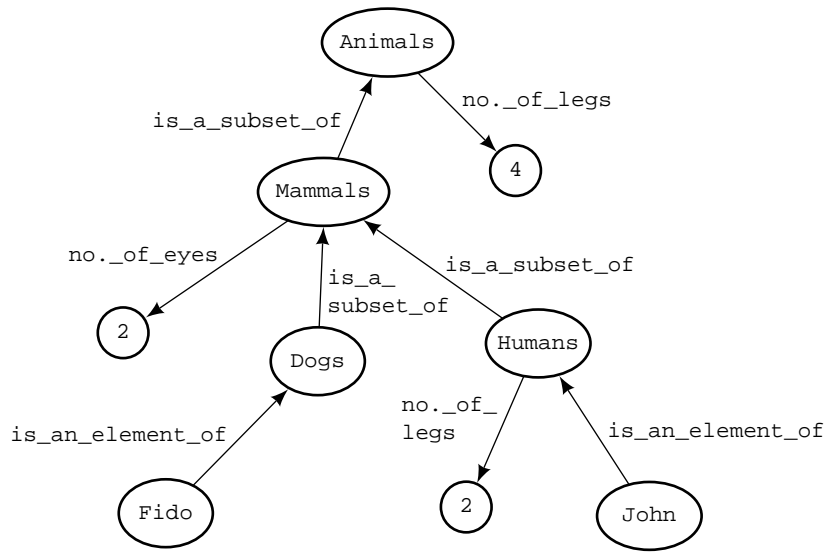 Animals
no._of_legs
is_a_subset_of
4
Mammals
no._of_eyes
is_a_subset_of
is_a_
subset_of
2
Dogs
Humans
no._of_
legs
is_an_element_of
is_an_element_of
Fido
2
John